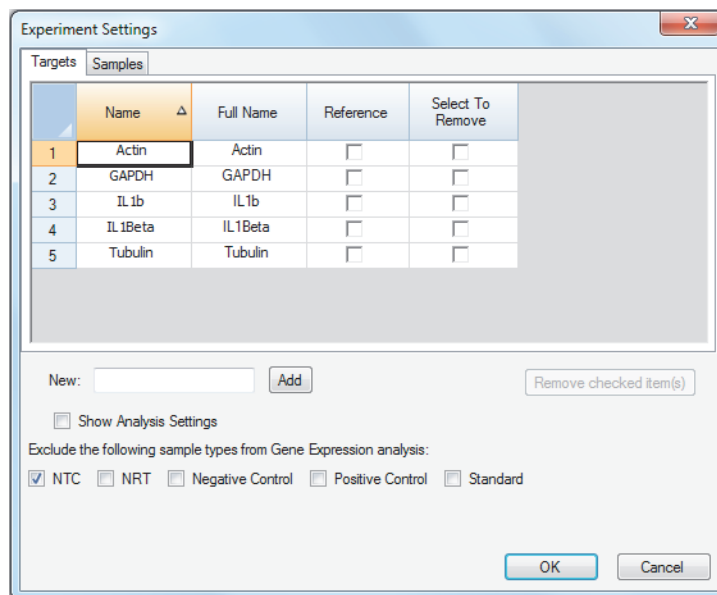 Experiment Settings
Targets Samples
Name Full Name Reference Select To Remove
1 Actin Actin
2 GAPDH GAPDH
3 IL1b IL1b
4 IL1Beta IL1Beta
5 Tubulin Tubulin
New: Add Remove checked item(s)
Show Analysis Settings
Exclude the following sample types from Gene Expression analysis:
NTC NRT Negative Control Positive Control Standard
OK Cancel